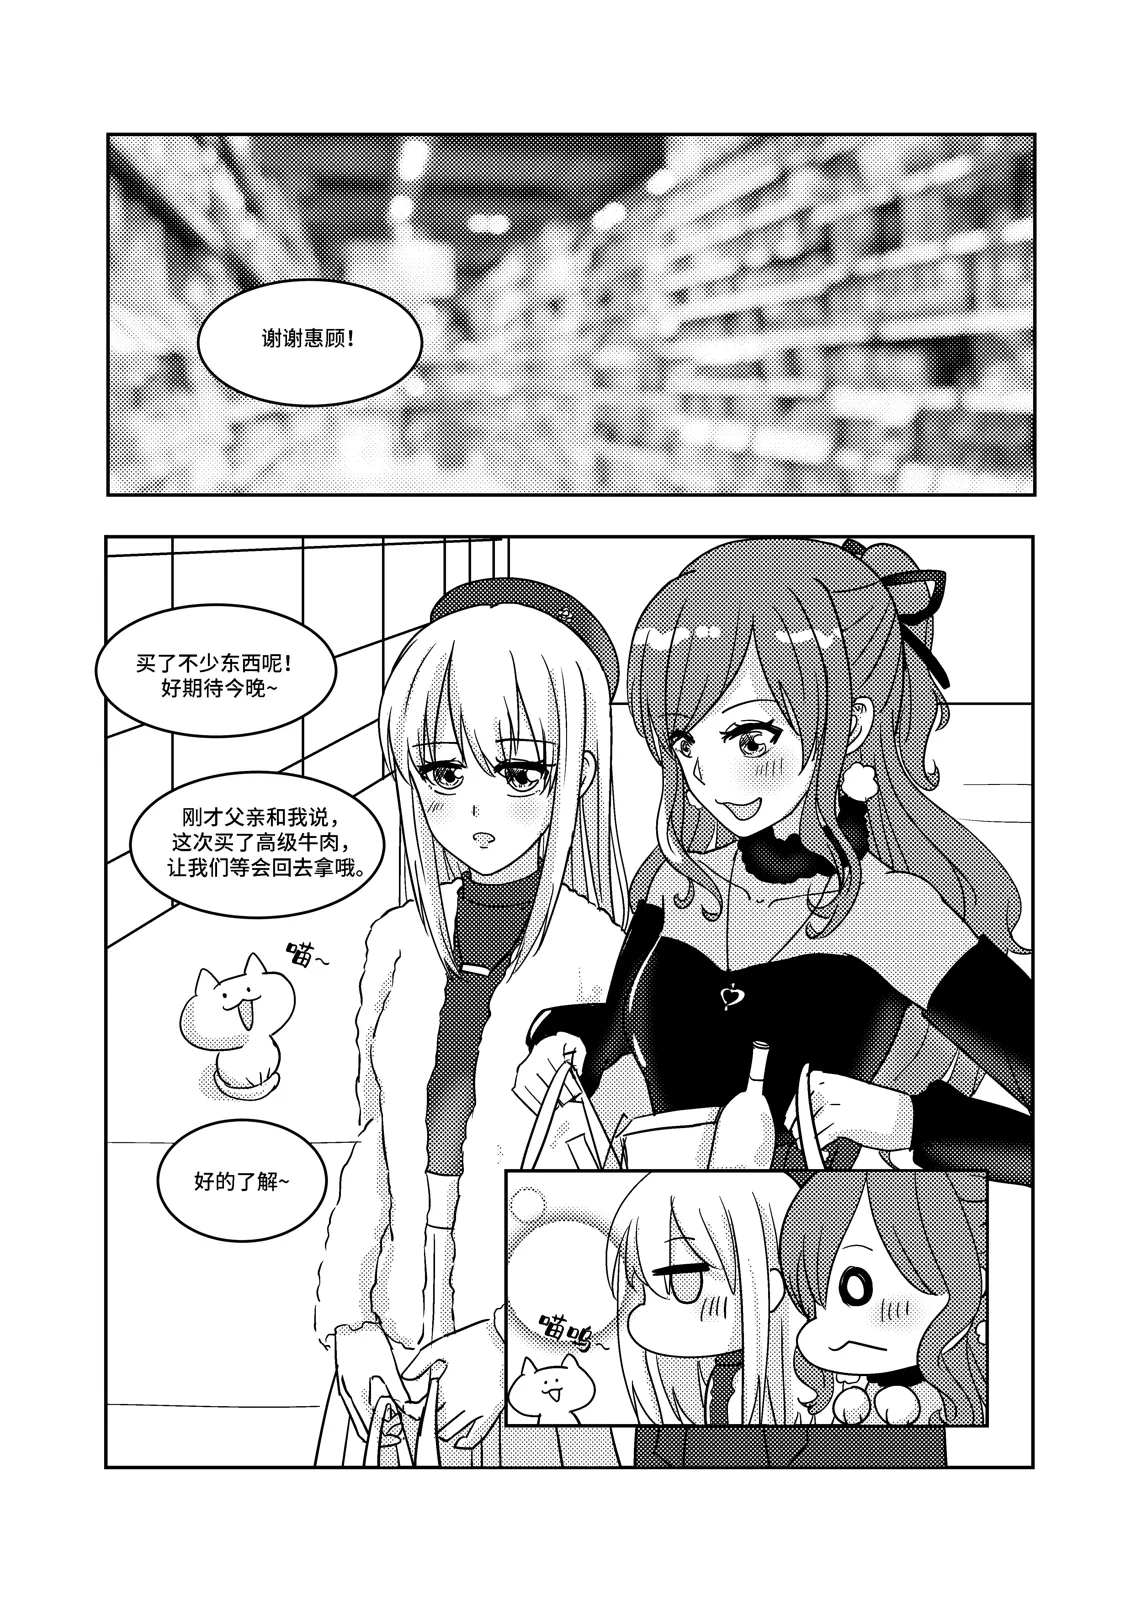 谢谢惠顾！
买了不少东西呢！
好期待今晚~
刚才父亲和我说，
这次买了高级牛肉，
让我们等会回去拿哦。
喵~
好的了解~
喵呜~